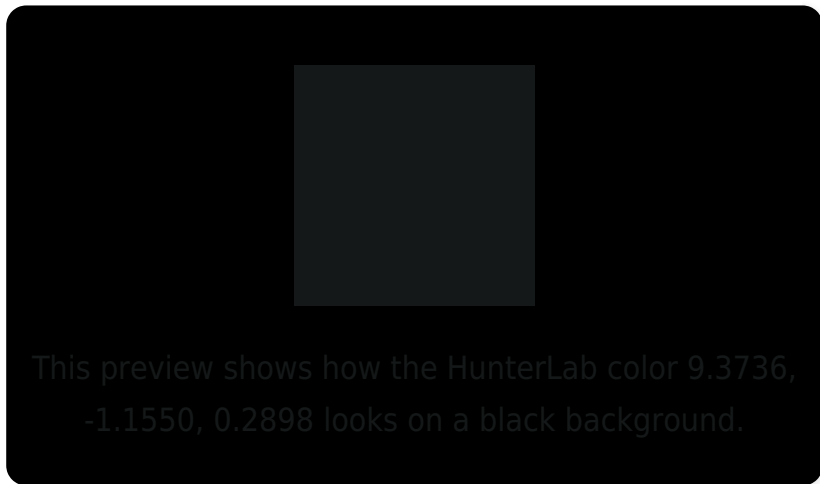 This preview shows how the HunterLab color 9.3736,
-1.1550, 0.2898 looks on a black background.